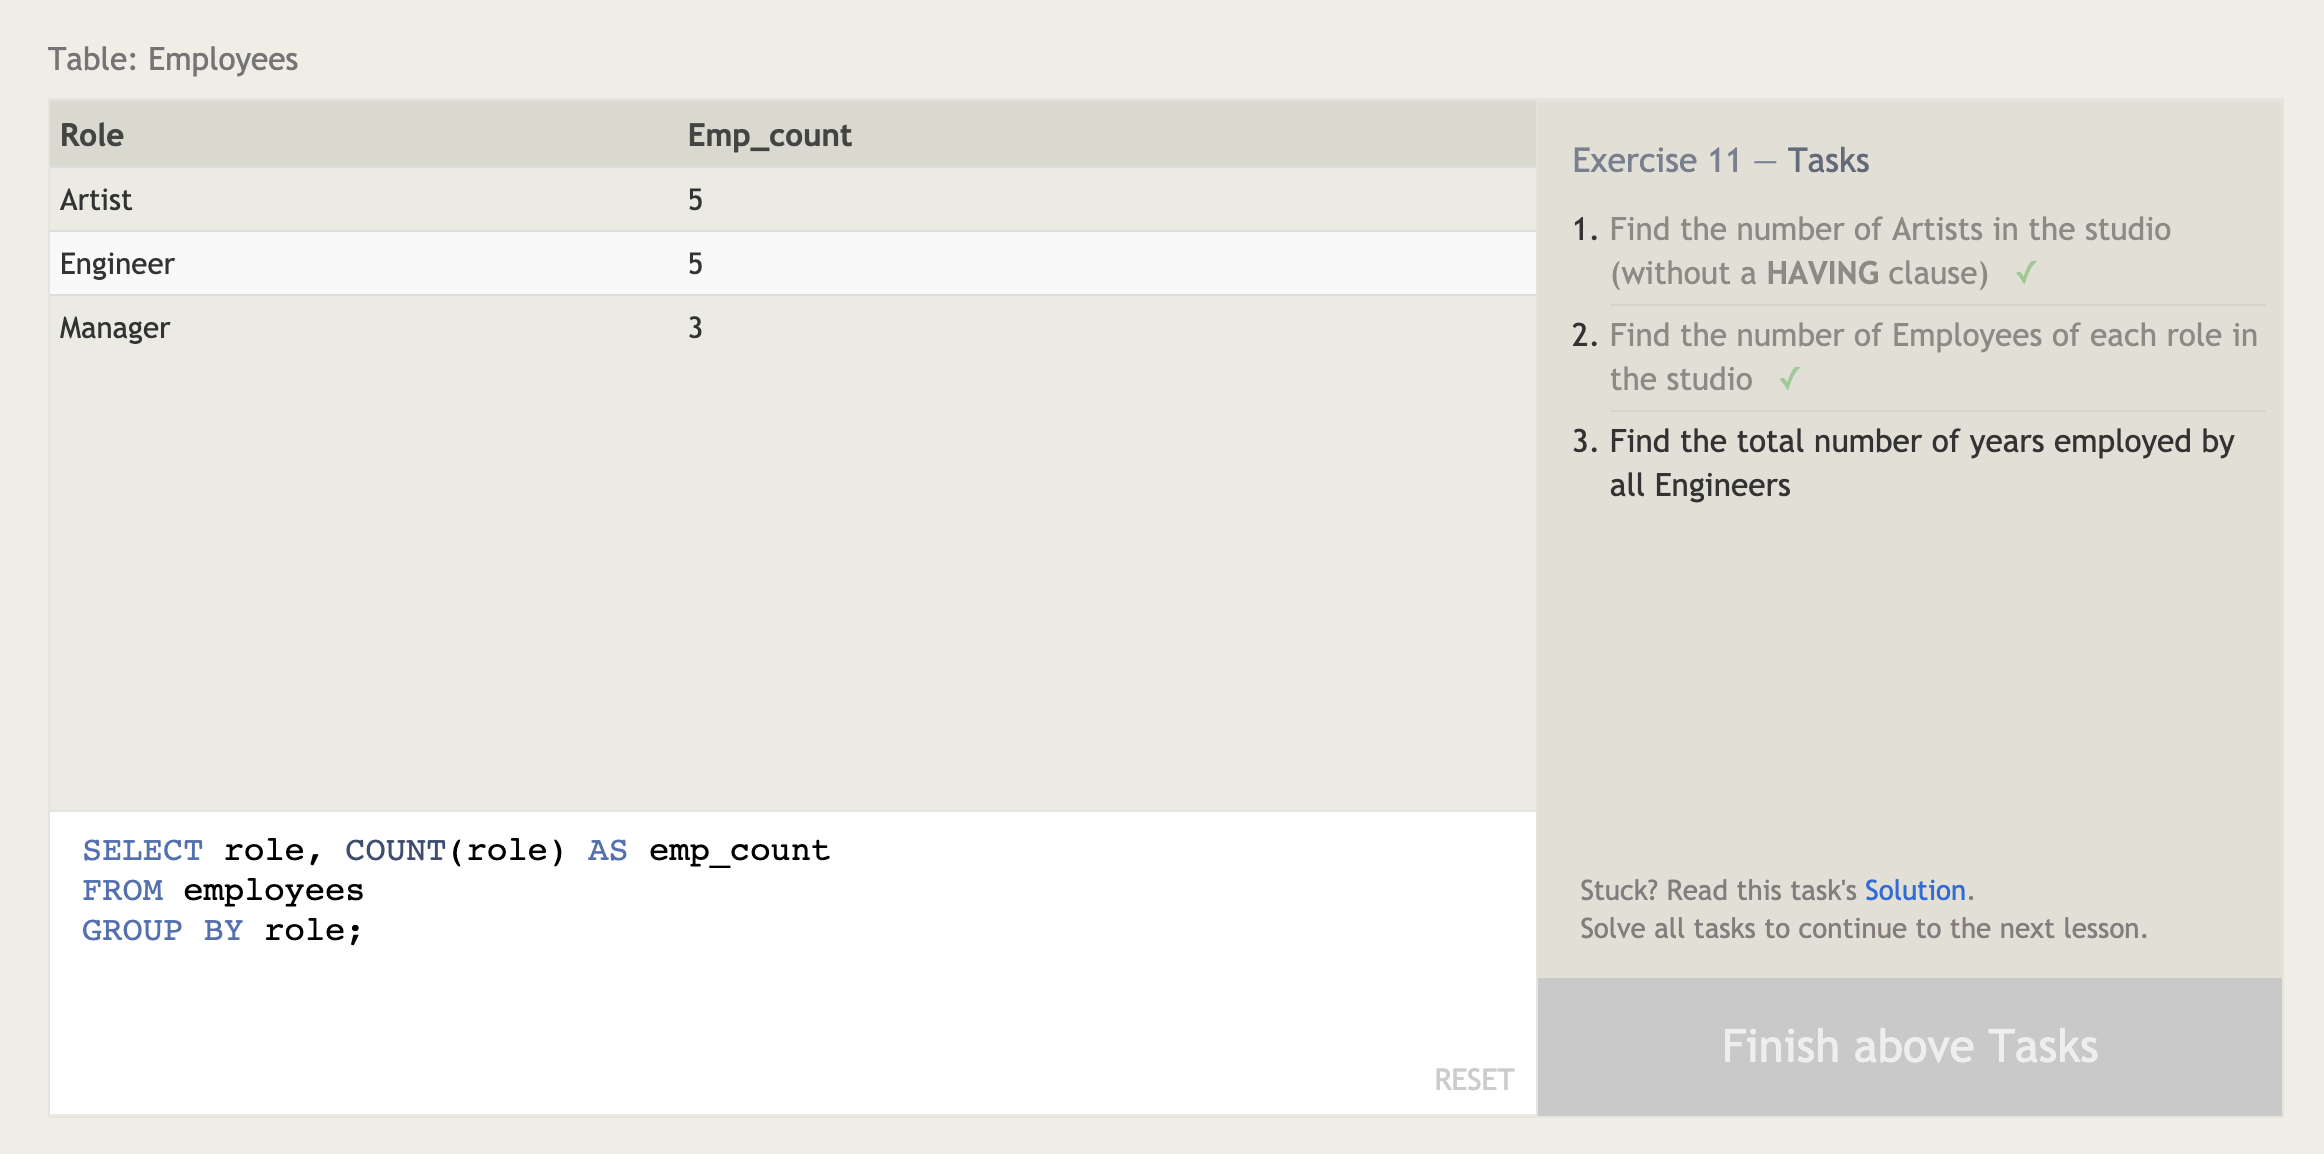 Table: Employees
Role Emp_count
Artist 5
Engineer 5
Manager 3
SELECT role, COUNT(role) AS emp_count
FROM employees
GROUP BY role;
RESET
Exercise 11 — Tasks
1. Find the number of Artists in the studio
(without a HAVING clause) ✓
2. Find the number of Employees of each role in
the studio ✓
3. Find the total number of years employed by
all Engineers
Stuck? Read this task's Solution.
Solve all tasks to continue to the next lesson.
Finish above Tasks